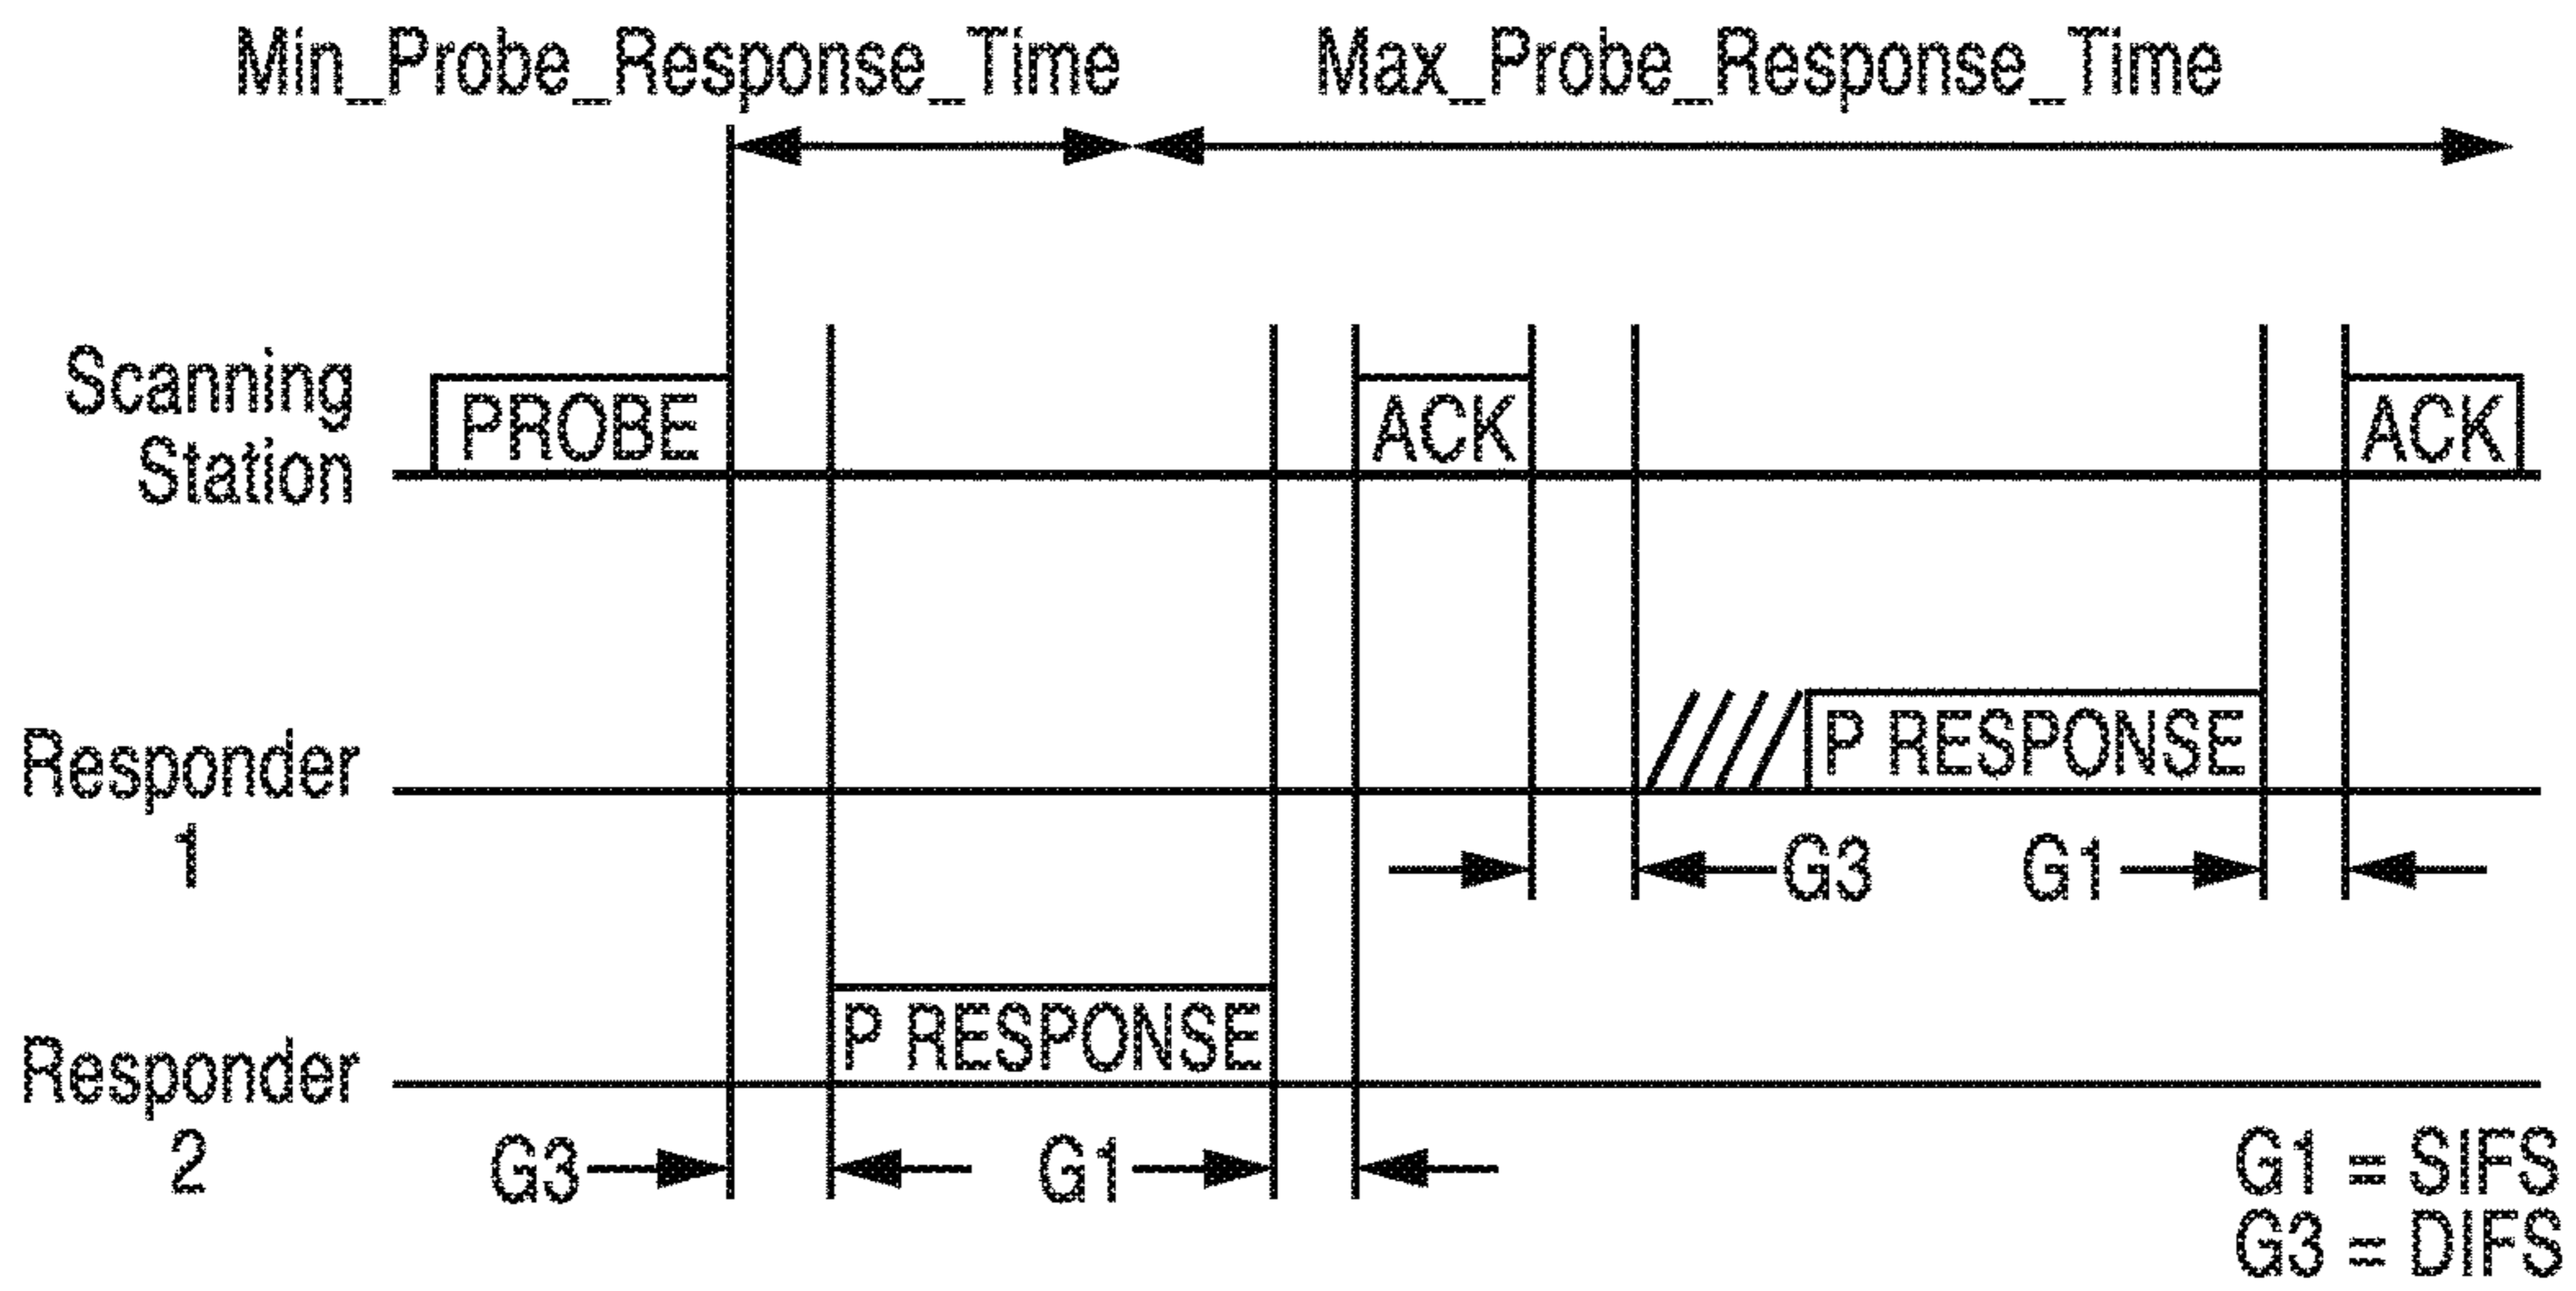 Min_Probe_Response_Time
Max_Probe_Response_Time
Scanning
Station
PROBE
ACK
ACK
Responder
1
P RESPONSE
G3
G1
Responder
2
P RESPONSE
G3
G1
G1 = SIFS
G3 = DIFS